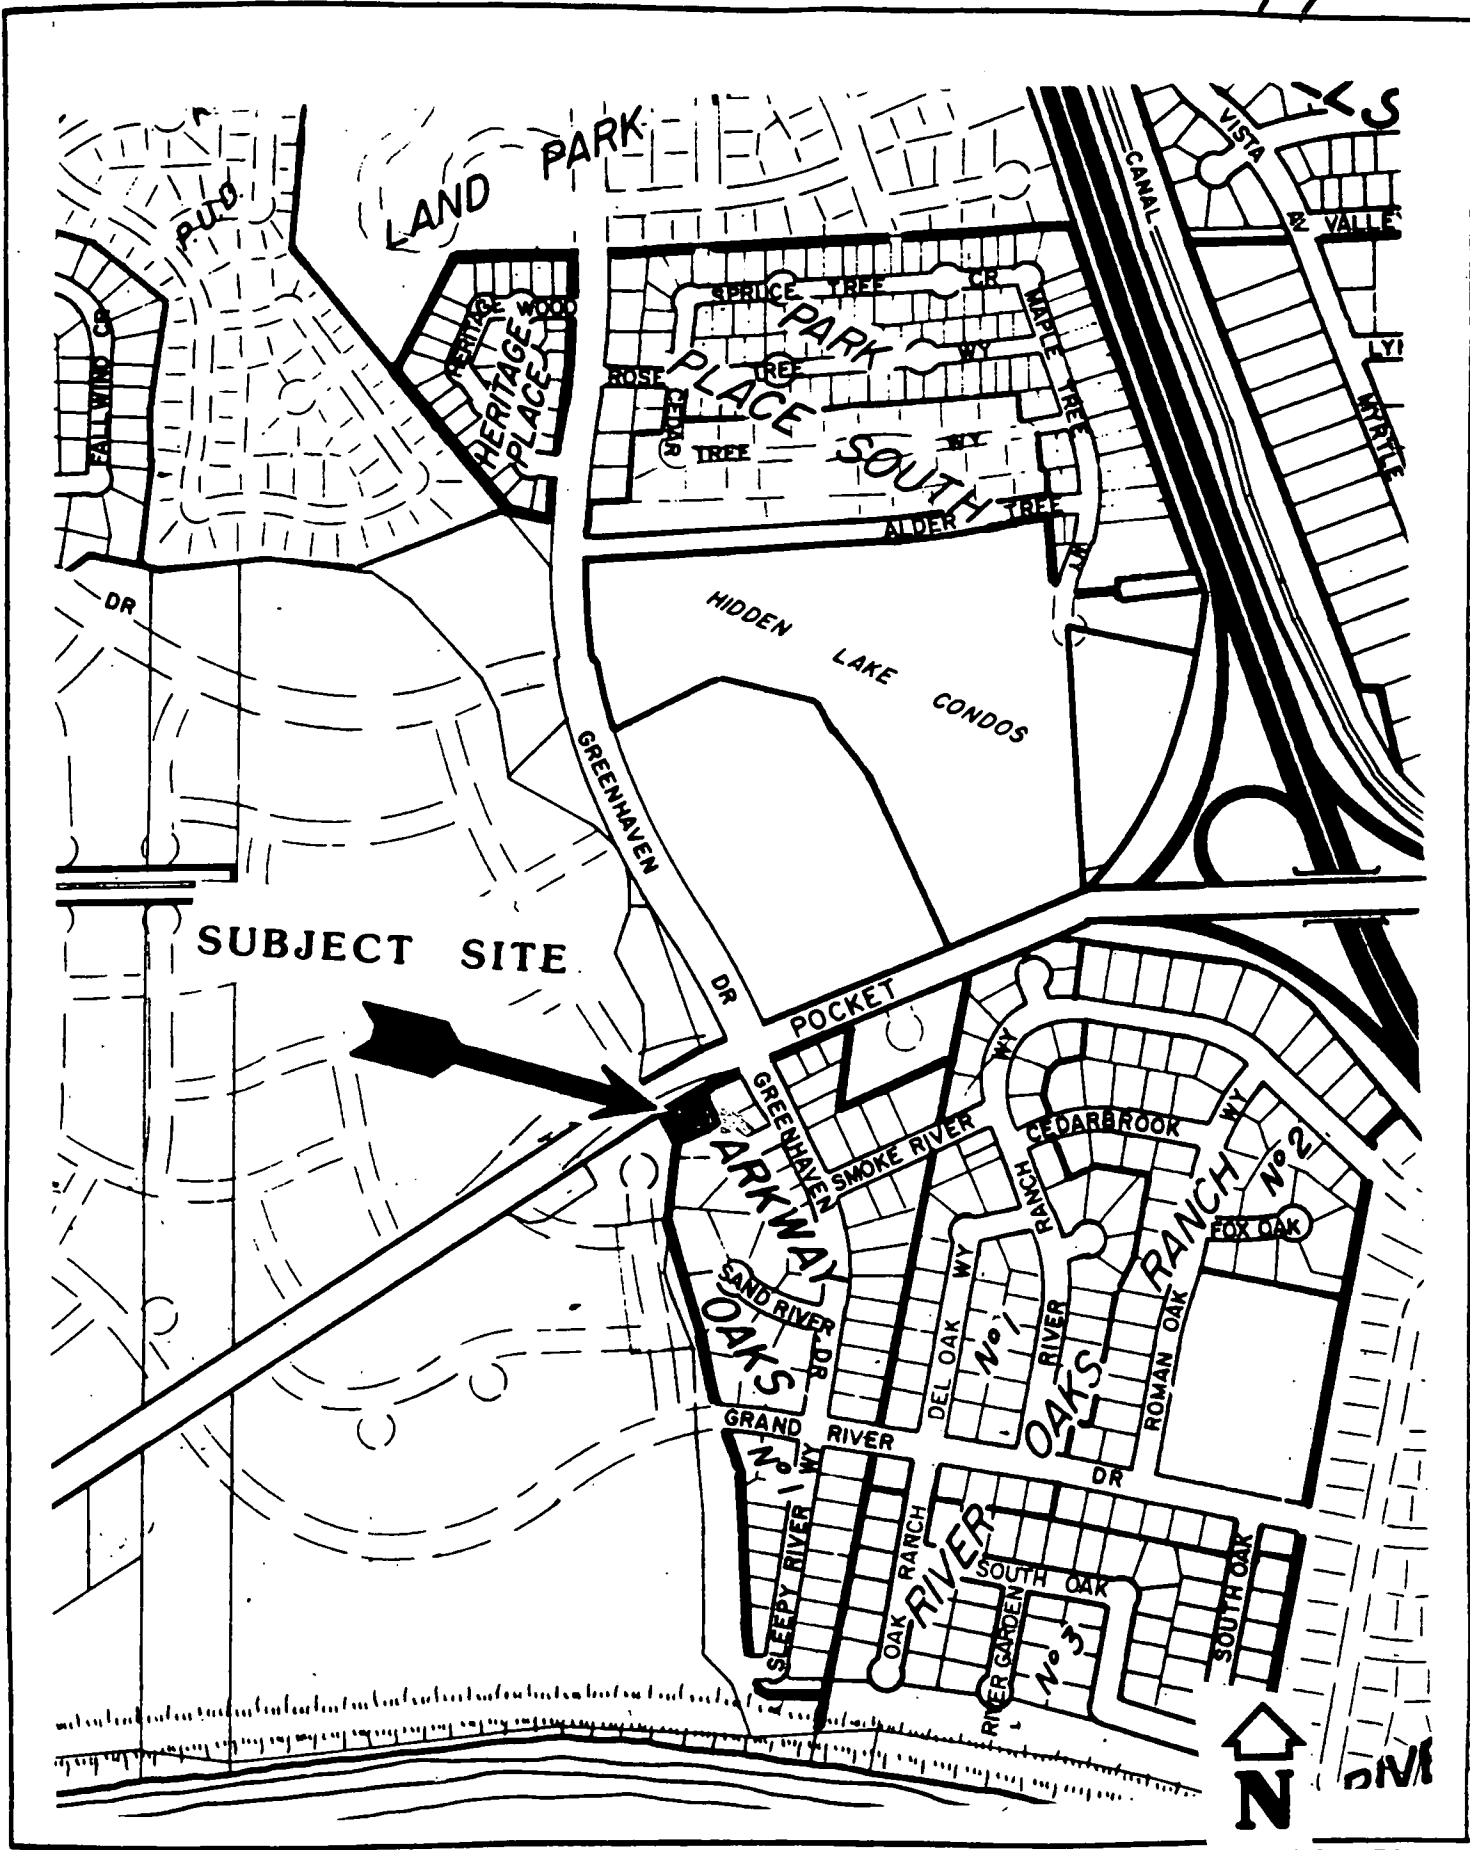 PARK
LAND
P.U.D.
CANAL
VISTA
VALLE
SPRUCE TREE CR
HERITAGE WOOD
HERITAGE
PLACE
FALL WIND CR
PARK
PLACE
SOUTH
MAPLE TREE WY
ROSE TREE WY
CEDAR TREE WY
ALDER TREE
MYRTLE
DR
HIDDEN
LAKE
CONDOS
GREENHAVEN
DR
SUBJECT SITE
POCKET
GREENHAVEN
SMOKE RIVER
WY
CEDARBROOK
WY
RANCH
ARKWAY
OAKS
No 1
SAND RIVER
DR
RANCH
No 2
FOX OAK
WY
DEL OAK
No 1
RIVER
OAKS
ROMAN OAK
GRAND RIVER DR
WY
SLEEPY RIVER
OAK RANCH
RIVER
SOUTH OAK
SOUTH OAK
RIVER GARDEN
No 3
N